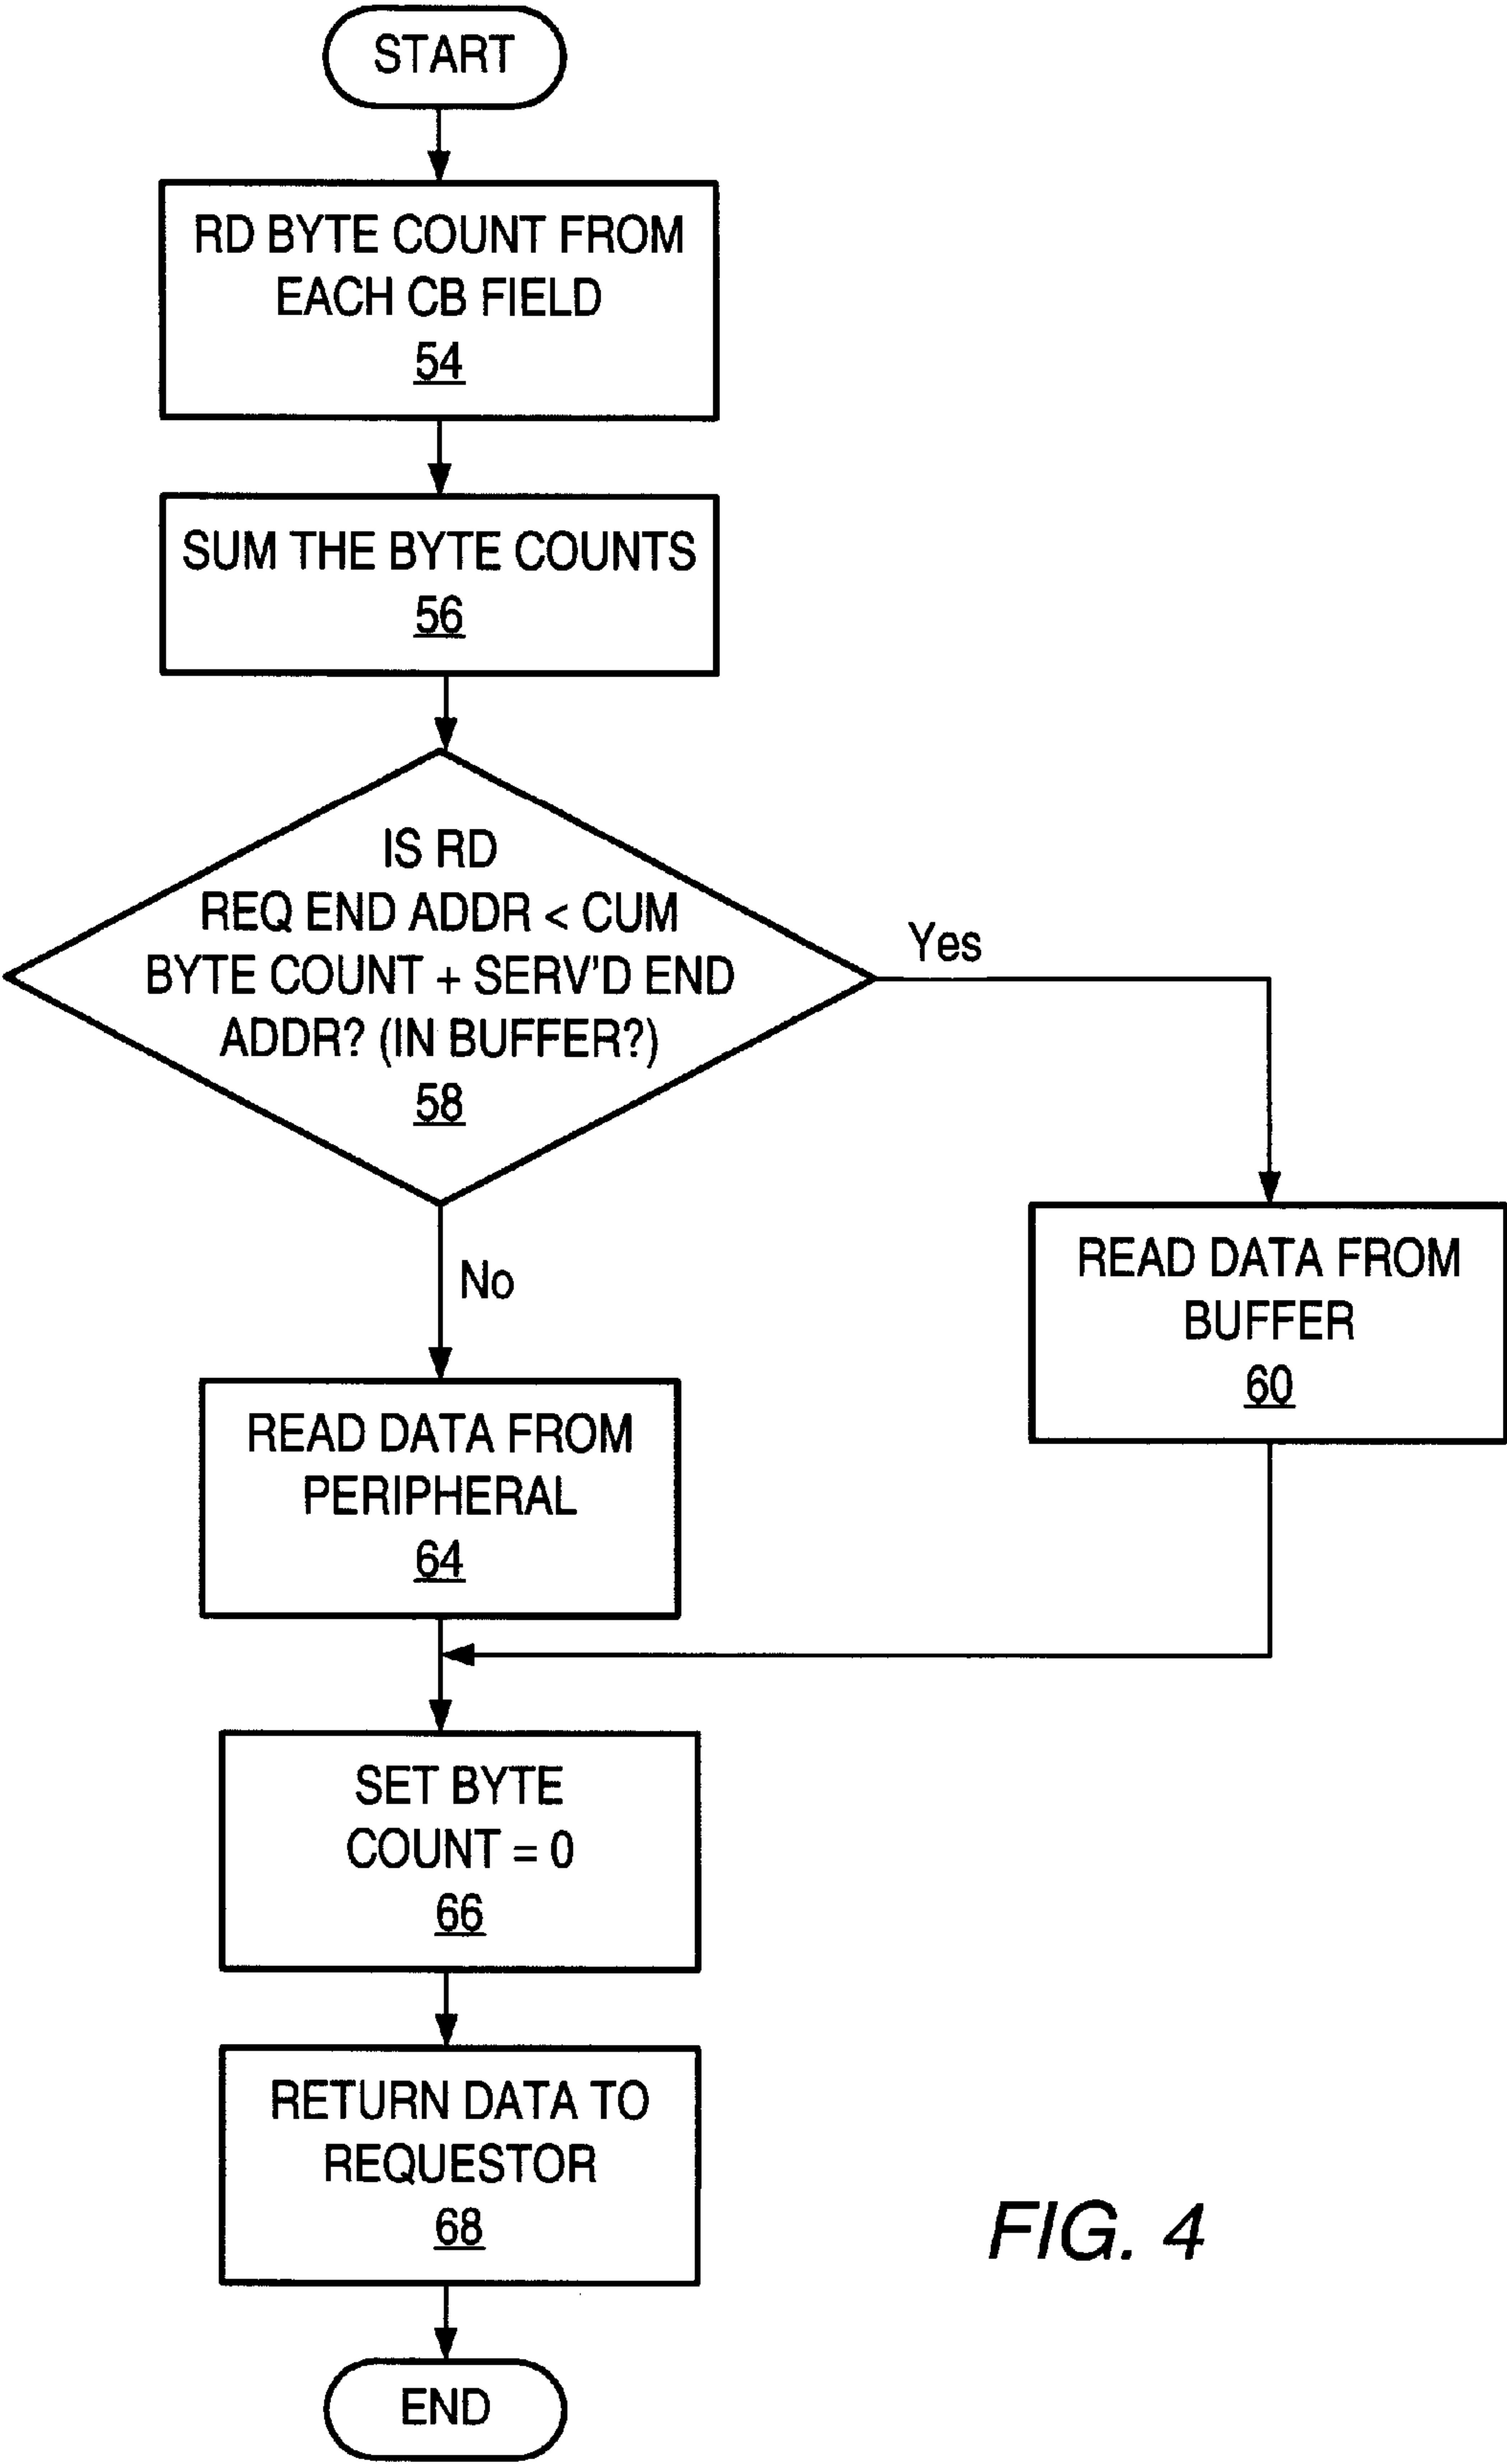 START
RD BYTE COUNT FROM
EACH CB FIELD
54
SUM THE BYTE COUNTS
56
IS RD
REQ END ADDR < CUM
BYTE COUNT + SERV'D END
ADDR? (IN BUFFER?)
58
Yes
No
READ DATA FROM
BUFFER
60
READ DATA FROM
PERIPHERAL
64
SET BYTE
COUNT = 0
66
RETURN DATA TO
REQUESTOR
68
FIG. 4
END